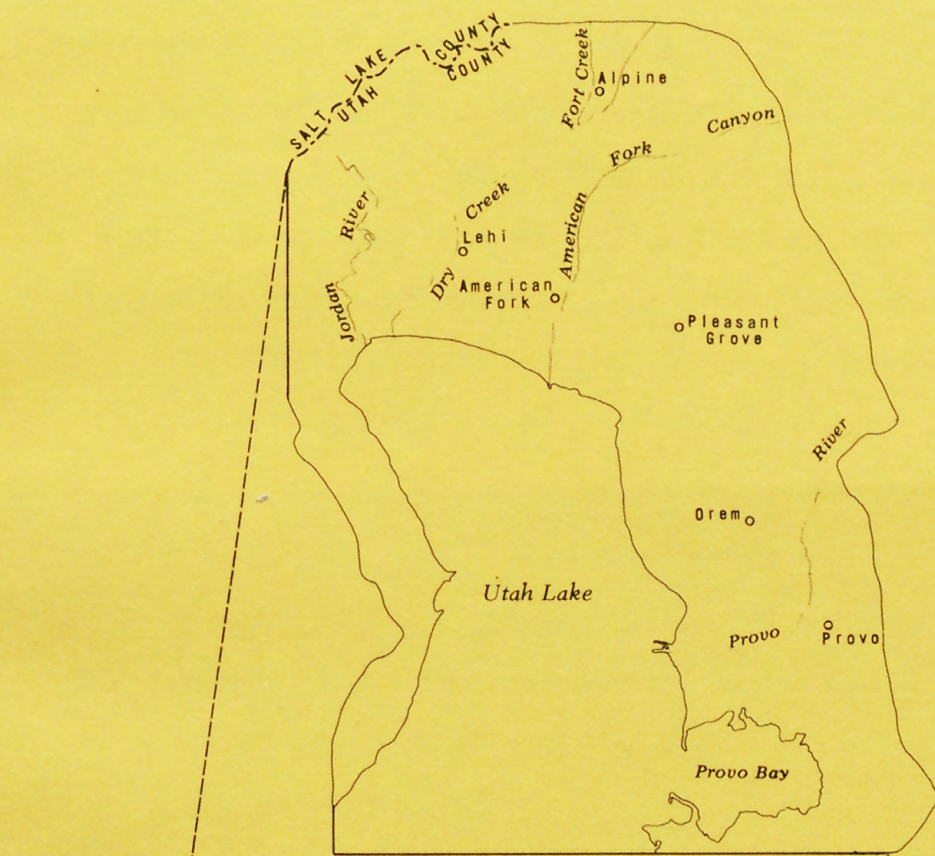 SALT LAKE COUNTY
UTAH COUNTY
Fort Creek
Alpine
American Fork Canyon
Jordan River
Dry Creek
Lehi
American
Fork
Pleasant
Grove
Provo River
Orem
Utah Lake
Provo
Provo Bay